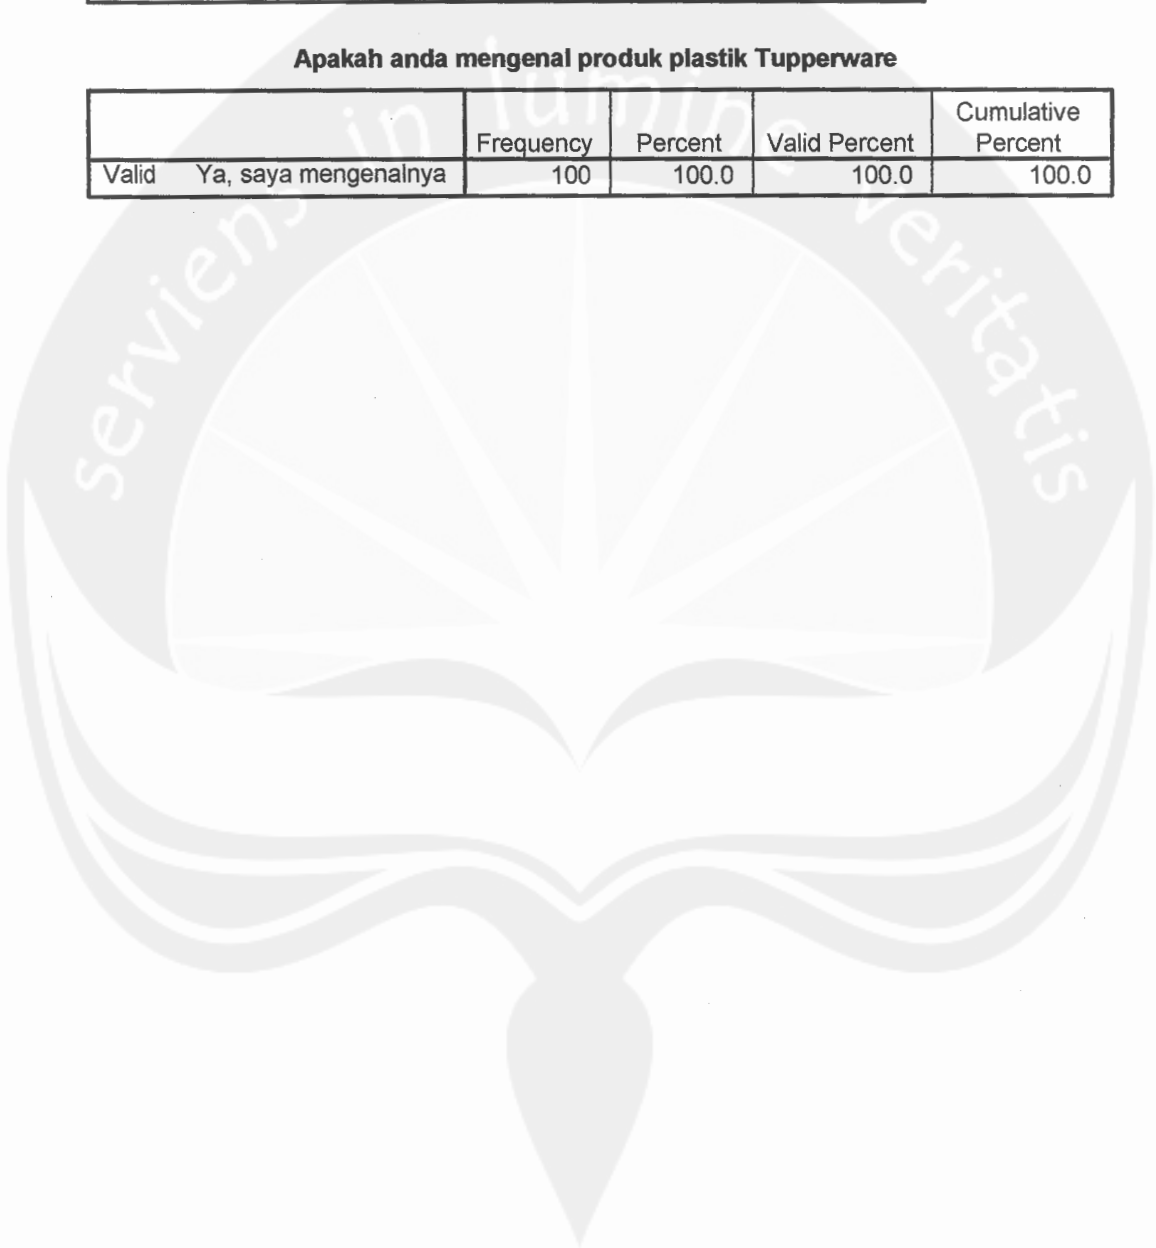 Apakah anda mengenal produk plastik Tupperware
Frequency Percent Valid Percent Cumulative Percent
Valid Ya, saya mengenalnya 100 100.0 100.0 100.0
serviens in lumine veritatis